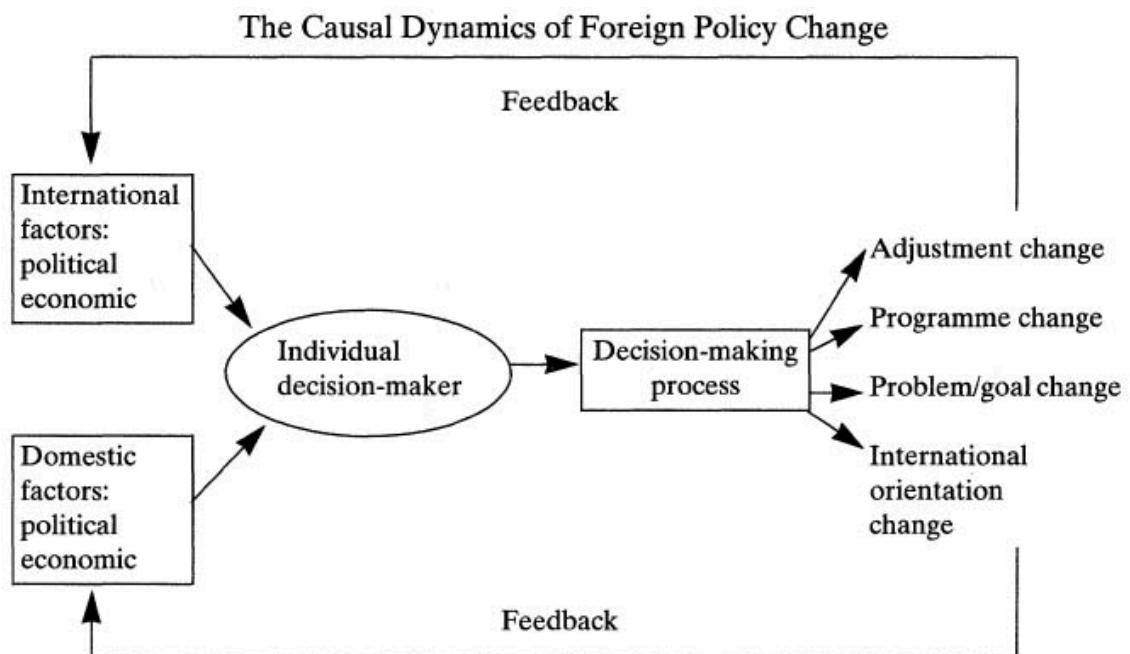 The Causal Dynamics of Foreign Policy Change
Feedback
International
factors:
political
economic
Individual
decision-maker
Domestic
factors:
political
economic
Decision-making
process
Adjustment change
Programme change
Problem/goal change
International
orientation
change
Feedback